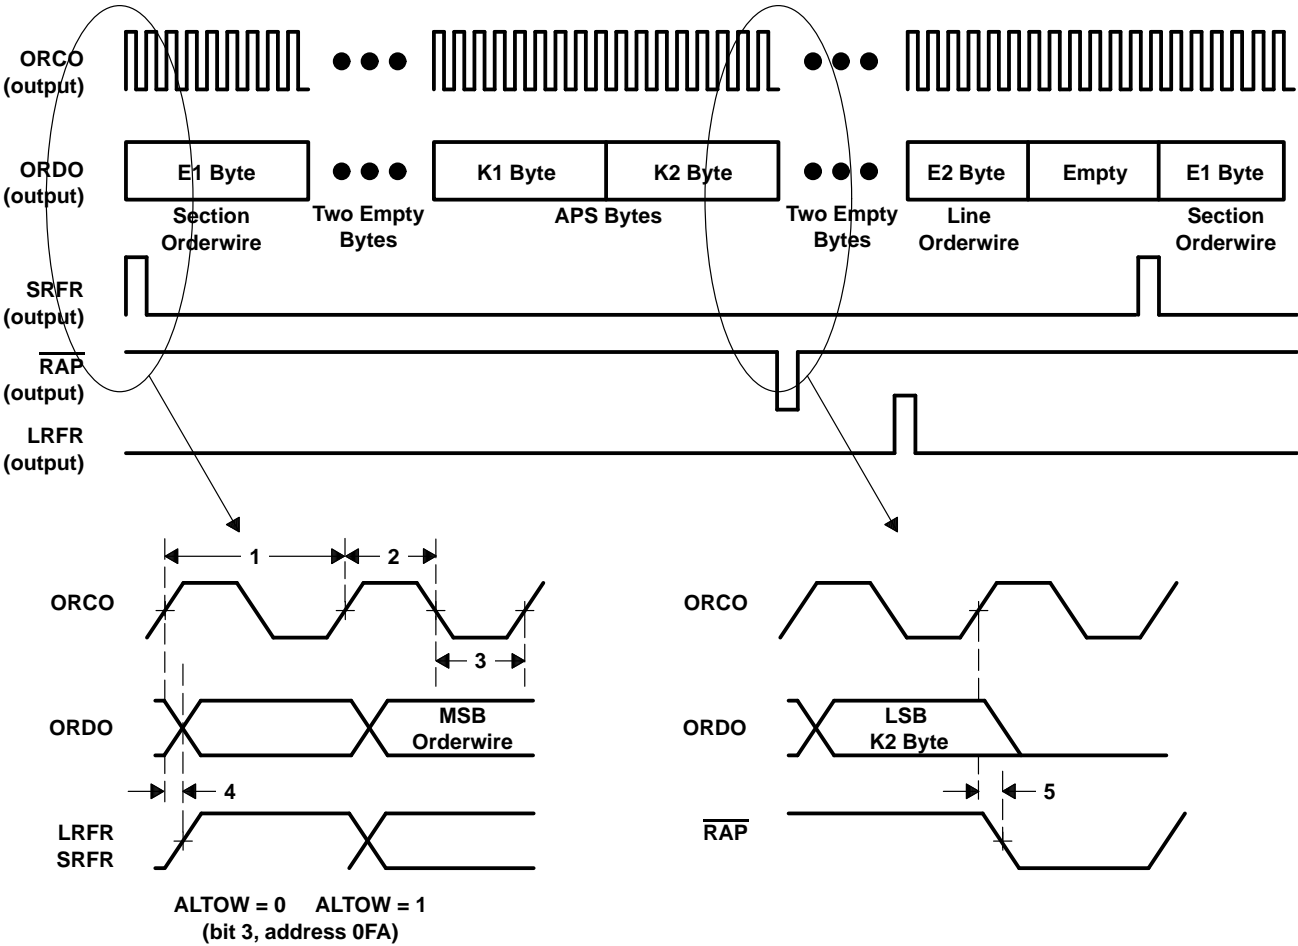 ORCO
(output)
ORDO
(output)
E1 Byte
K1 Byte
K2 Byte
E2 Byte
Empty
E1 Byte
Section
Orderwire
Two Empty
Bytes
APS Bytes
Two Empty
Bytes
Line
Orderwire
Section
Orderwire
SRFR
(output)
RAP
(output)
LRFR
(output)
1
2
ORCO
3
ORDO
MSB
Orderwire
4
LRFR
SRFR
ALTOW = 0 ALTOW = 1
(bit 3, address 0FA)
ORCO
ORDO
LSB
K2 Byte
5
RAP